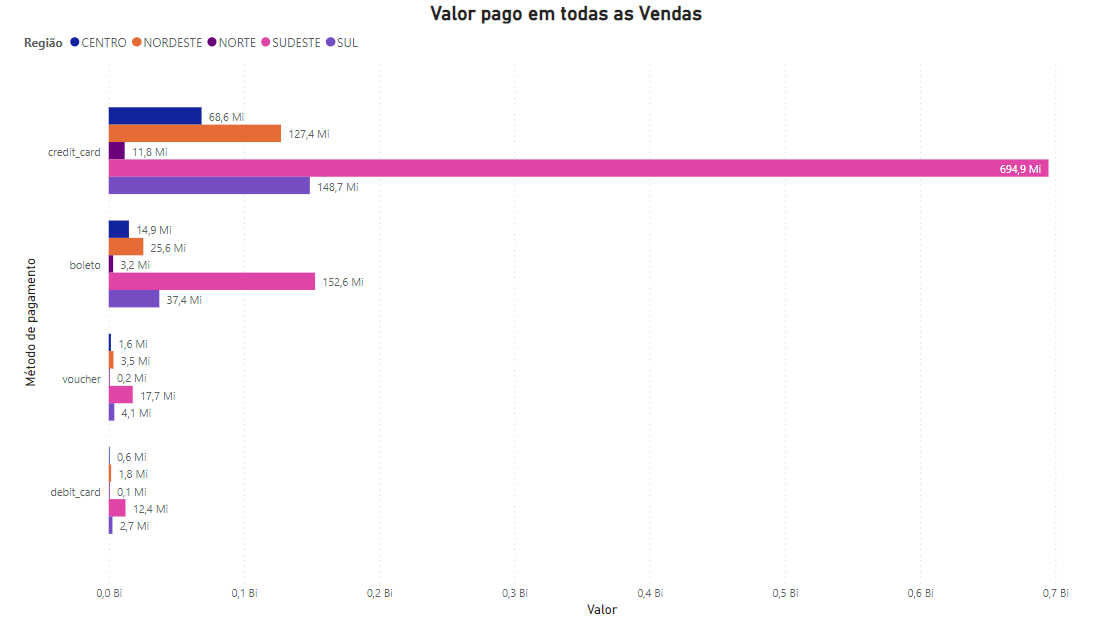 Valor pago em todas as Vendas
Região CENTRO NORDESTE NORTE SUDESTE SUL
68,6 Mi
127,4 Mi
credit_card
11,8 Mi
694,9 Mi
148,7 Mi
14,9 Mi
25,6 Mi
boleto
3,2 Mi
152,6 Mi
37,4 Mi
Método de pagamento
1,6 Mi
3,5 Mi
voucher
0,2 Mi
17,7 Mi
4,1 Mi
0,6 Mi
1,8 Mi
debit_card
0,1 Mi
12,4 Mi
2,7 Mi
0,0 Bi 0,1 Bi 0,2 Bi 0,3 Bi 0,4 Bi 0,5 Bi 0,6 Bi 0,7 Bi
Valor